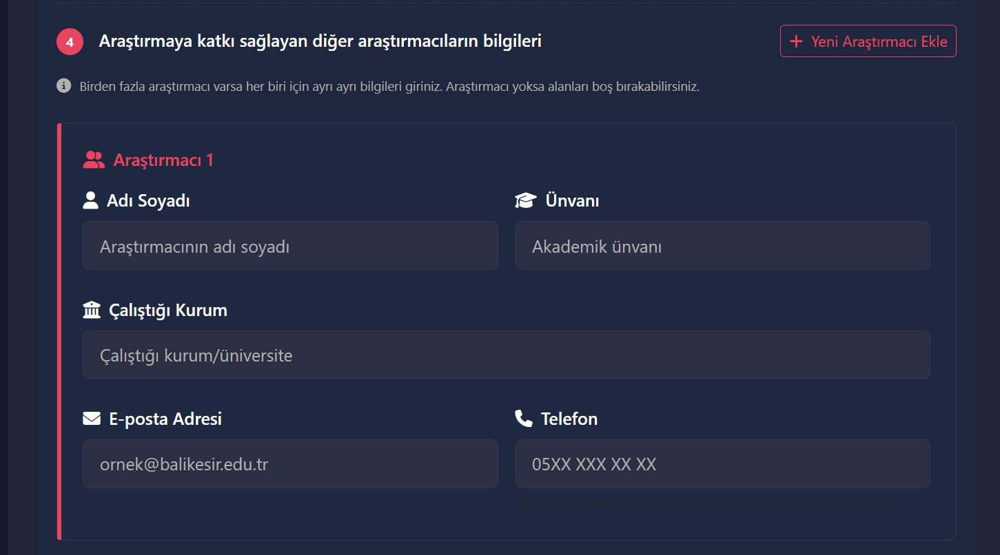 4
Araştırmaya katkı sağlayan diğer araştırmacıların bilgileri
+ Yeni Araştırmacı Ekle
Birden fazla araştırmacı varsa her biri için ayrı ayrı bilgileri giriniz. Araştırmacı yoksa alanları boş bırakabilirsiniz.
Araştırmacı 1
Adı Soyadı
Araştırmacının adı soyadı
Ünvanı
Akademik ünvanı
Çalıştığı Kurum
Çalıştığı kurum/üniversite
E-posta Adresi
ornek@balikesir.edu.tr
Telefon
05XX XXX XX XX
Telefon numarası başında 0 olacak şekilde 11